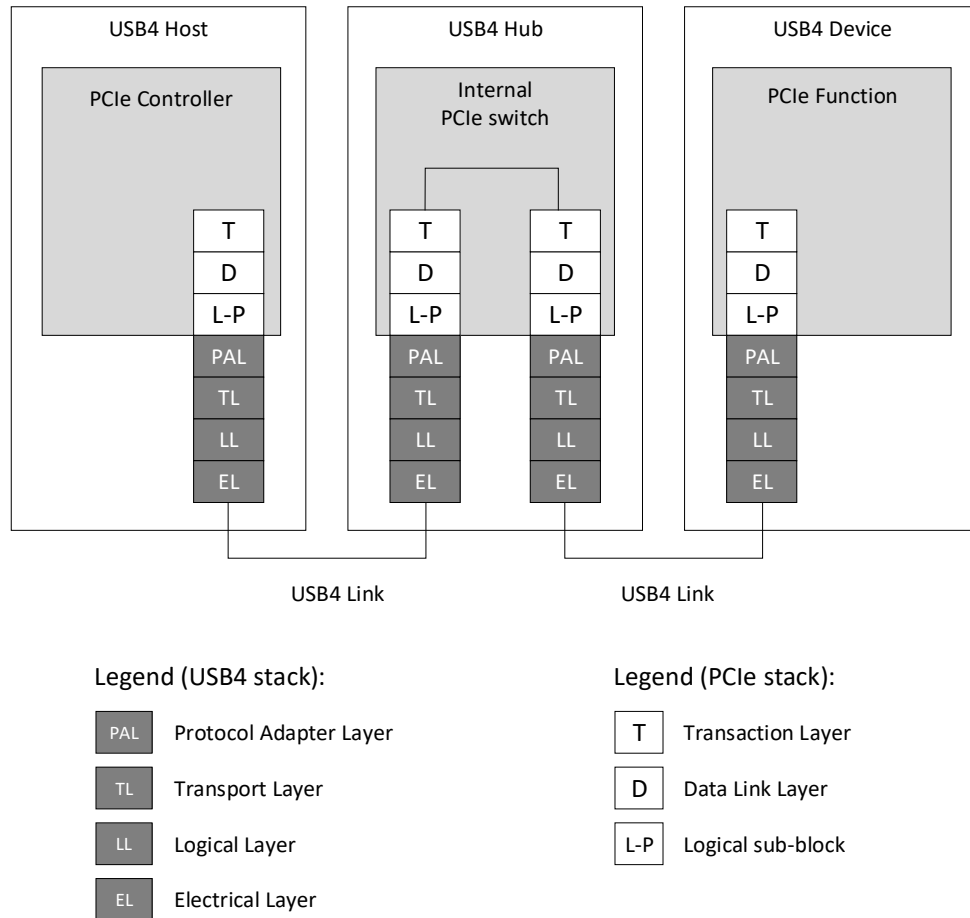 USB4 Host
USB4 Hub
USB4 Device
PCIe Controller
Internal
PCIe switch
PCIe Function
T
T
T
T
D
D
D
D
L-P
L-P
L-P
L-P
PAL
PAL
PAL
PAL
TL
TL
TL
TL
LL
LL
LL
LL
EL
EL
EL
EL
USB4 Link
USB4 Link
Legend (USB4 stack):
PAL Protocol Adapter Layer
TL Transport Layer
LL Logical Layer
EL Electrical Layer
Legend (PCIe stack):
T Transaction Layer
D Data Link Layer
L-P Logical sub-block